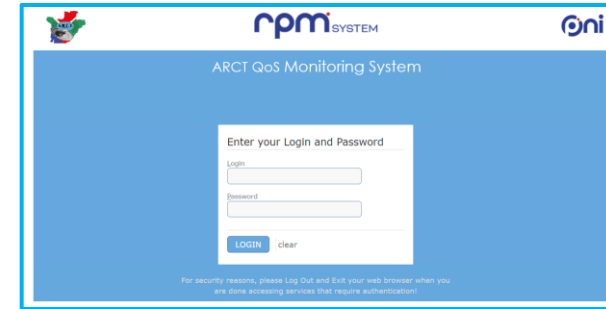 rpm SYSTEM
ARCT QoS Monitoring System
Enter your Login and Password
Login
Password
LOGIN clear
For security reasons, please Log Out and Exit your web browser when you
are done accessing services that require authentication!